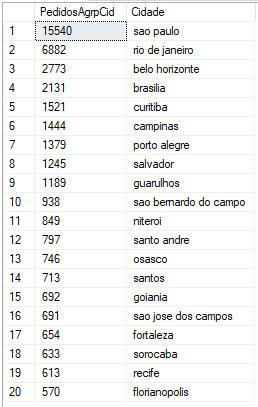 PedidosAgrpCid Cidade
1 15540 sao paulo
2 6882 rio de janeiro
3 2773 belo horizonte
4 2131 brasilia
5 1521 curitiba
6 1444 campinas
7 1379 porto alegre
8 1245 salvador
9 1189 guarulhos
10 938 sao bernardo do campo
11 849 niteroi
12 797 santo andre
13 746 osasco
14 713 santos
15 692 goiania
16 691 sao jose dos campos
17 654 fortaleza
18 633 sorocaba
19 613 recife
20 570 florianopolis